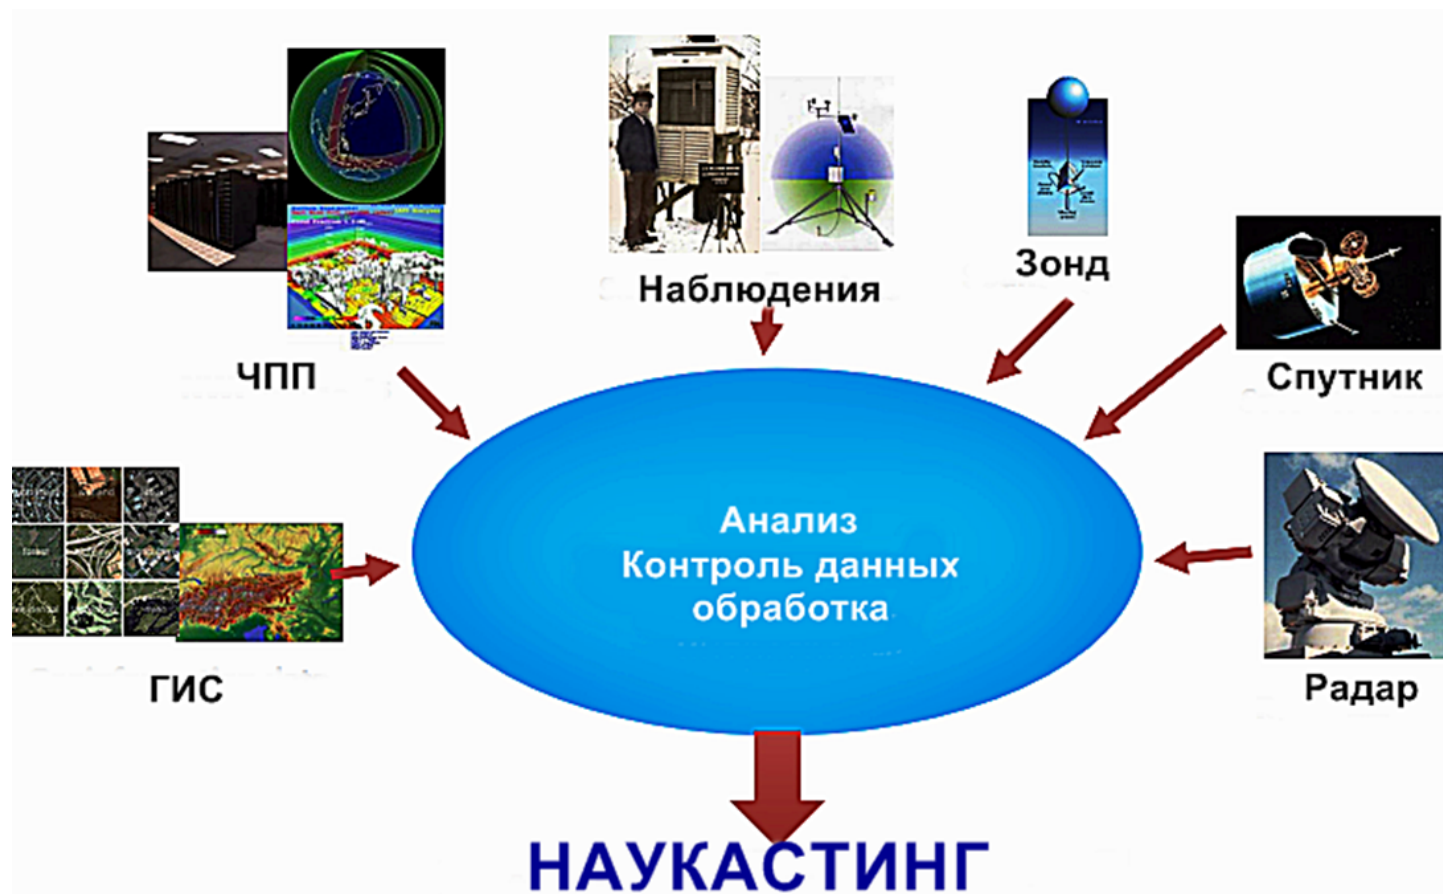 Наблюдения
Зонд
ЧПП
Спутник
ГИС
Радар
Анализ
Контроль данных
обработка
НАУКАСТИНГ